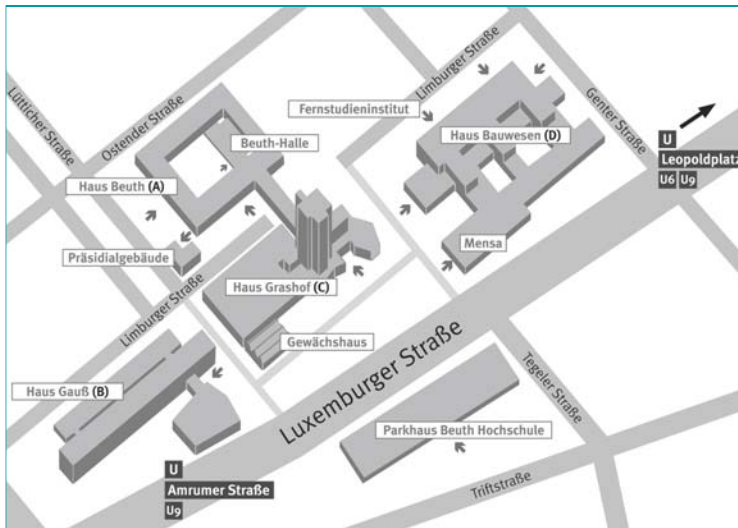 Lütticher Straße
Ostender Straße
Limburger Straße
Genter Straße
Fernstudieninstitut
Beuth-Halle
Haus Bauwesen (D)
U
Leopoldplatz
U6 U9
Haus Beuth (A)
Präsidialgebäude
Mensa
Haus Grashof (C)
Limburger Straße
Gewächshaus
Luxemburger Straße
Tegeler Straße
Haus Gauß (B)
Parkhaus Beuth Hochschule
U
Amrumer Straße
U9
Triftstraße